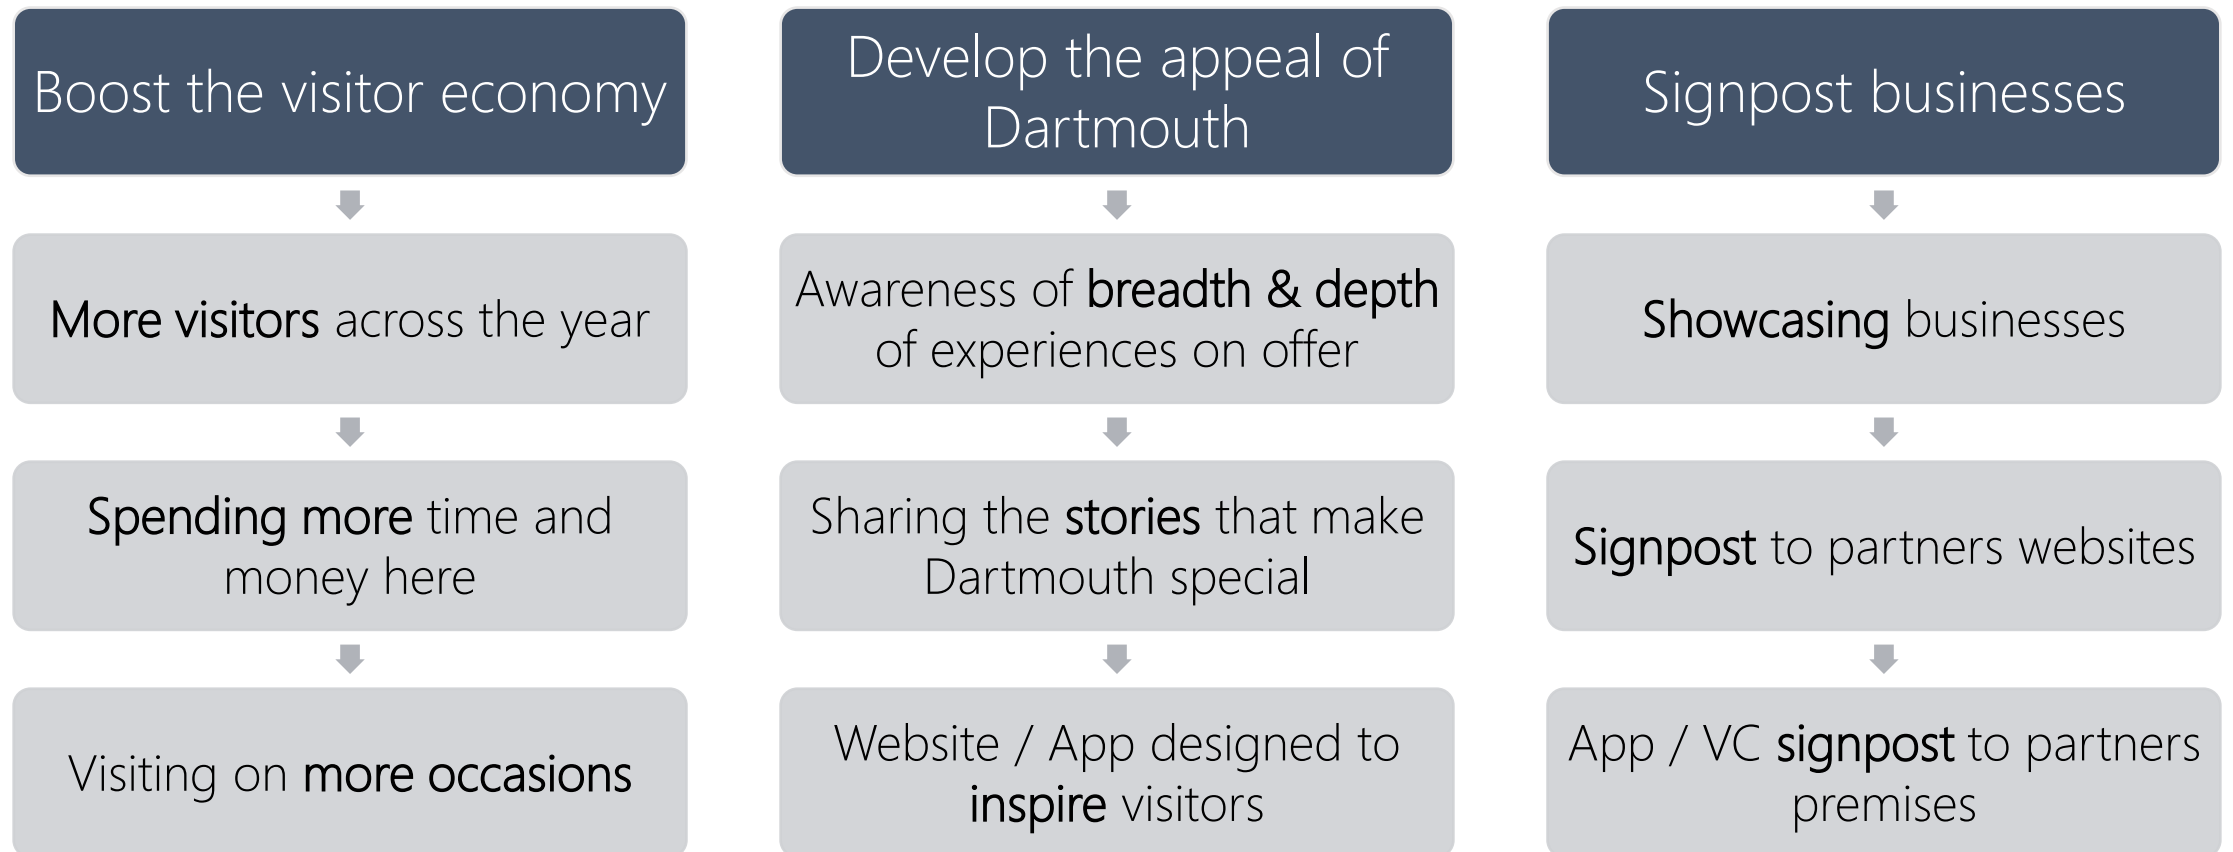 Boost the visitor economy
More visitors across the year
Spending more time and
money here
Visiting on more occasions
Develop the appeal of
Dartmouth
Awareness of breadth & depth
of experiences on offer
Sharing the stories that make
Dartmouth special
Website / App designed to
inspire visitors
Signpost businesses
Showcasing businesses
Signpost to partners websites
App / VC signpost to partners
premises